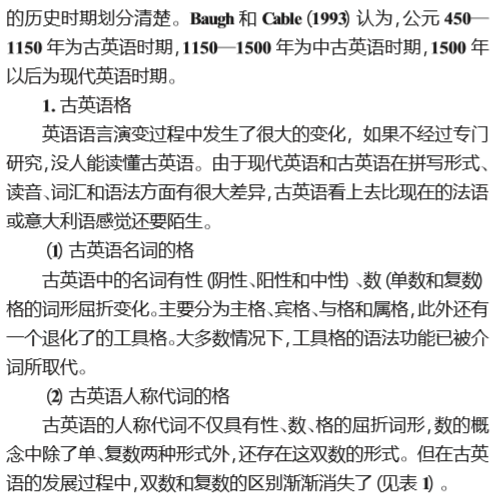 的历史时期划分清楚。Baugh 和 Cable (1993) 认为,公元 450—
1150 年为古英语时期,1150—1500 年为中古英语时期,1500 年
以后为现代英语时期。
1. 古英语格
英语语言演变过程中发生了很大的变化，如果不经过专门
研究,没人能读懂古英语。由于现代英语和古英语在拼写形式、
读音、词汇和语法方面有很大差异,古英语看上去比现在的法语
或意大利语感觉还要陌生。
(1) 古英语名词的格
古英语中的名词有性 (阴性、阳性和中性) 、数 (单数和复数)
格的词形屈折变化。主要分为主格、宾格、与格和属格,此外还有
一个退化了的工具格。大多数情况下,工具格的语法功能已被介
词所取代。
(2) 古英语人称代词的格
古英语的人称代词不仅具有性、数、格的屈折词形,数的概
念中除了单、复数两种形式外,还存在这双数的形式。但在古英
语的发展过程中,双数和复数的区别渐渐消失了 (见表 1) 。